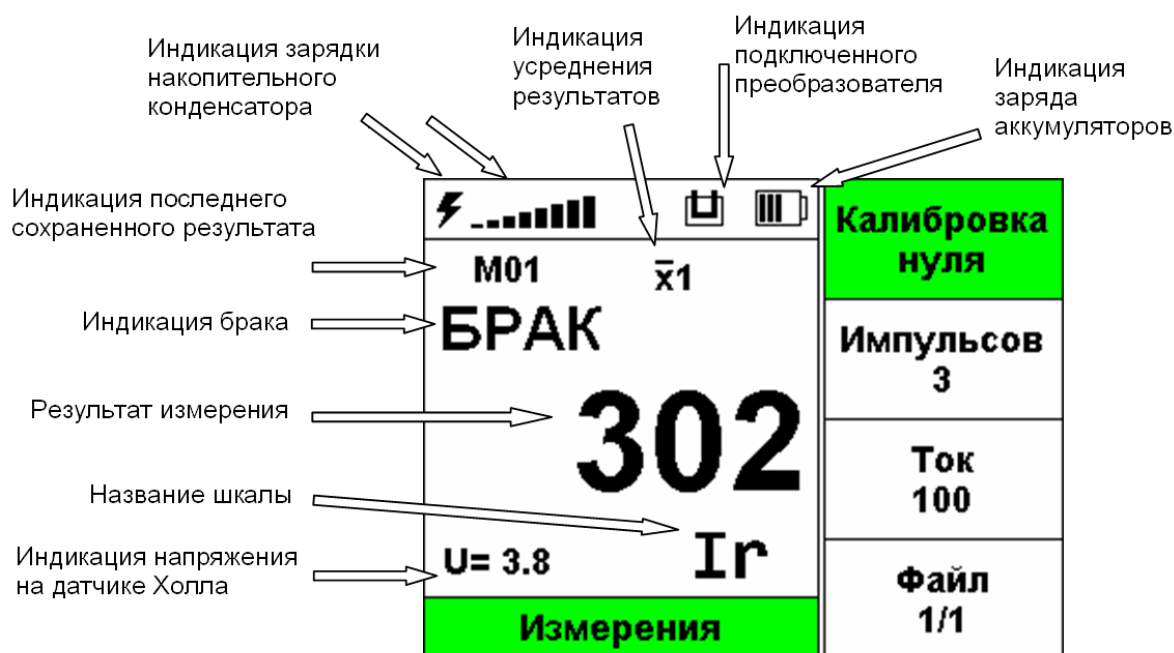 Индикация зарядки
накопительного
конденсатора
Индикация
усреднения
результатов
Индикация
подключенного
преобразователя
Индикация
заряда
аккумуляторов
Индикация последнего
сохраненного результата
Индикация брака
Результат измерения
Название шкалы
Индикация напряжения
на датчике Холла
M01
x̅1
БРАК
302
Ir
U= 3.8
Измерения
Калибровка
нуля
Импульсов
3
Ток
100
Файл
1/1